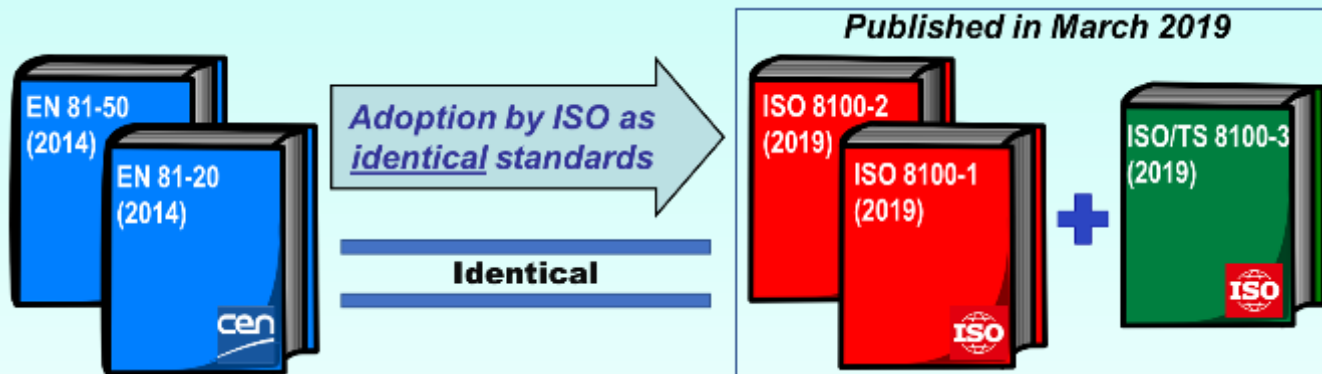 Published in March 2019
EN 81-50
(2014)
EN 81-20
(2014)
cen
Adoption by ISO as
identical standards
Identical
ISO 8100-2
(2019)
ISO 8100-1
(2019)
ISO
ISO/TS 8100-3
(2019)
ISO